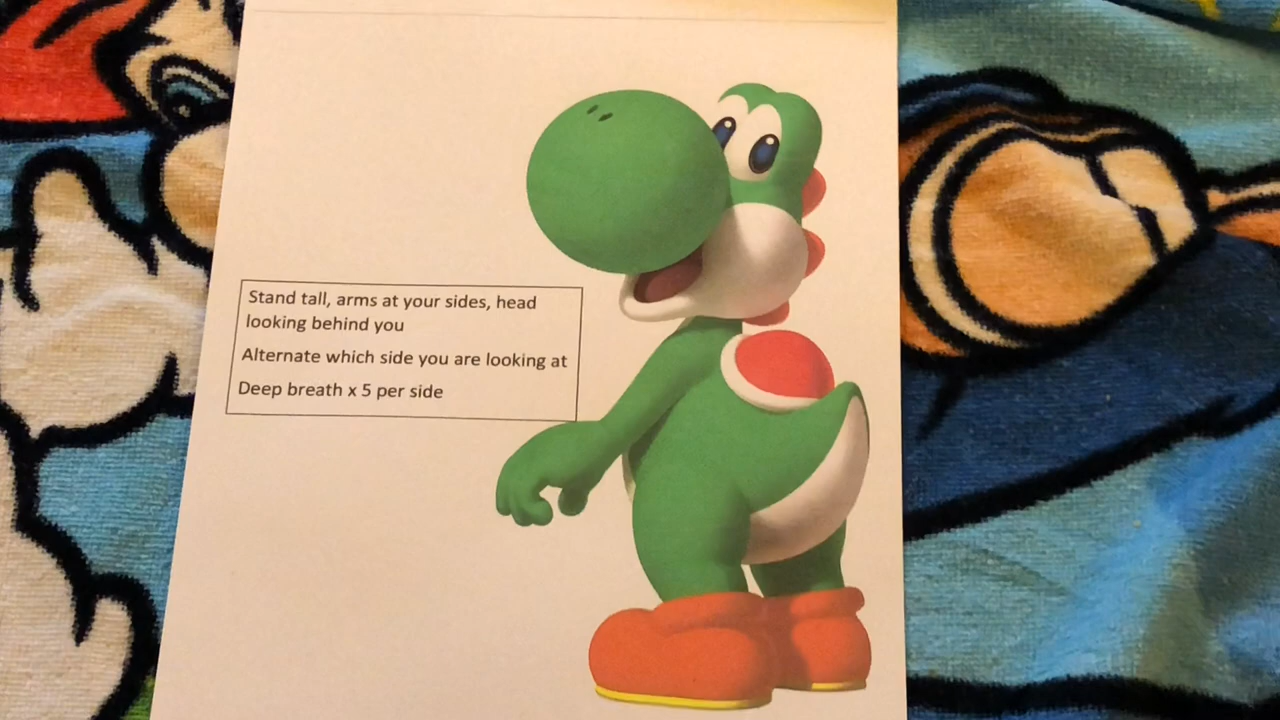 Stand tall, arms at your sides, head
looking behind you
Alternate which side you are looking at
Deep breath x 5 per side